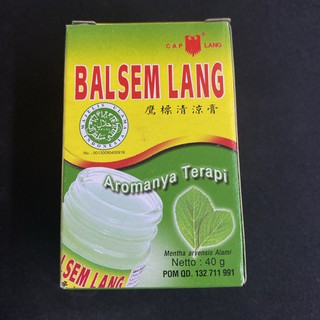 CAP LANG
BALSEM LANG
鷹標清涼膏
Aromanya Terapi
Mentha arvensis Alami
Netto : 40 g
POM QD. 132 711 991
LSEM LANG